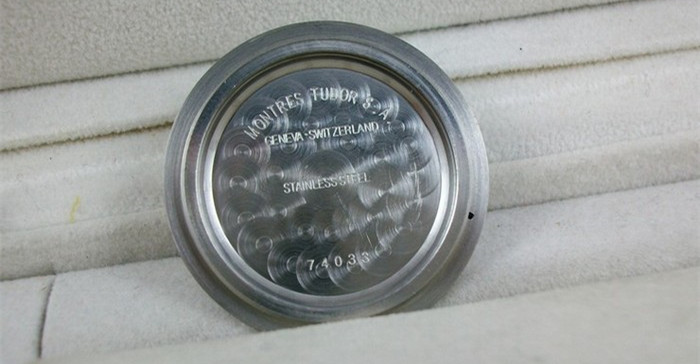 MONTRES TUDOR S.A.
GENEVA-SWITZERLAND
STAINLESS STEEL
74033